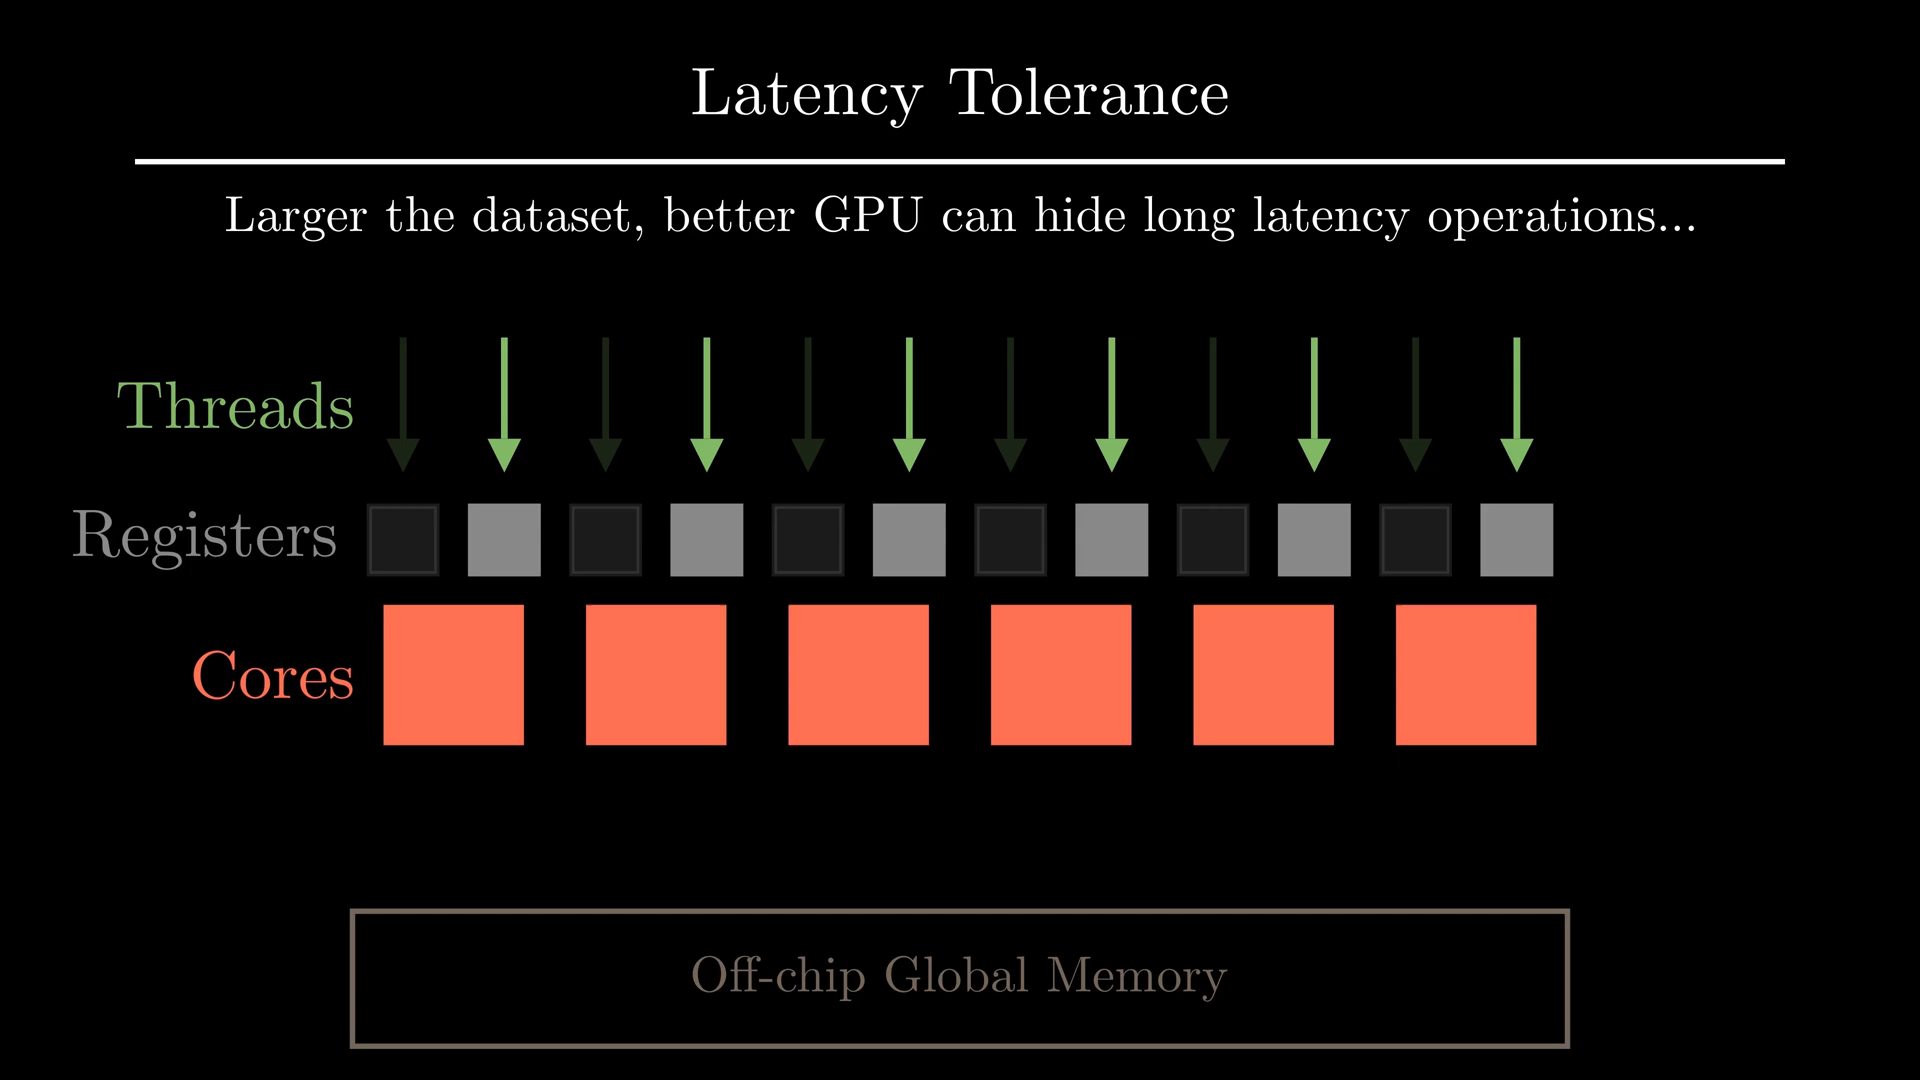 Latency Tolerance
Larger the dataset, better GPU can hide long latency operations...
Threads
Registers
Cores
Off-chip Global Memory